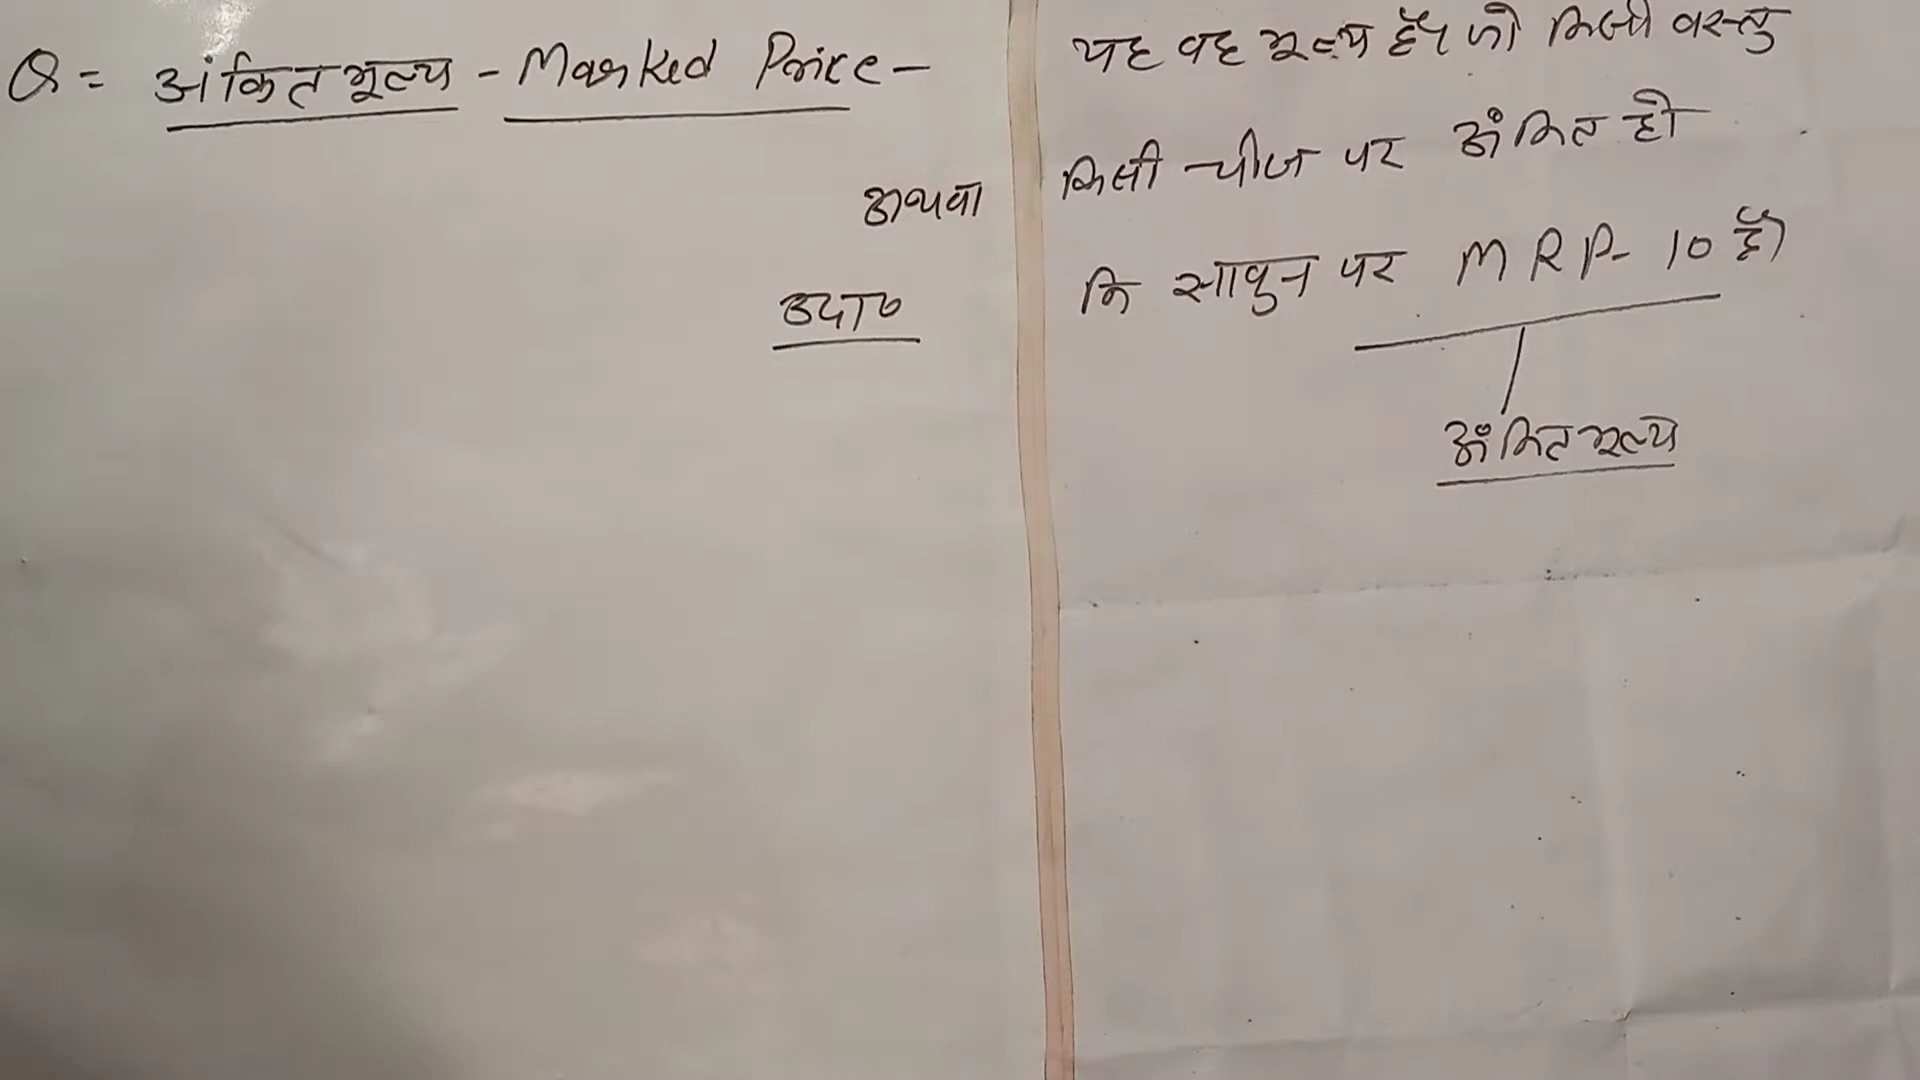 Q = अंकित मूल्य - Marked Price - यह वह मूल्य है जो किसी वस्तु
अथवा किसी चीज पर अंकित हो
उदा० कि साबुन पर MRP- 10 है
अंकित मूल्य